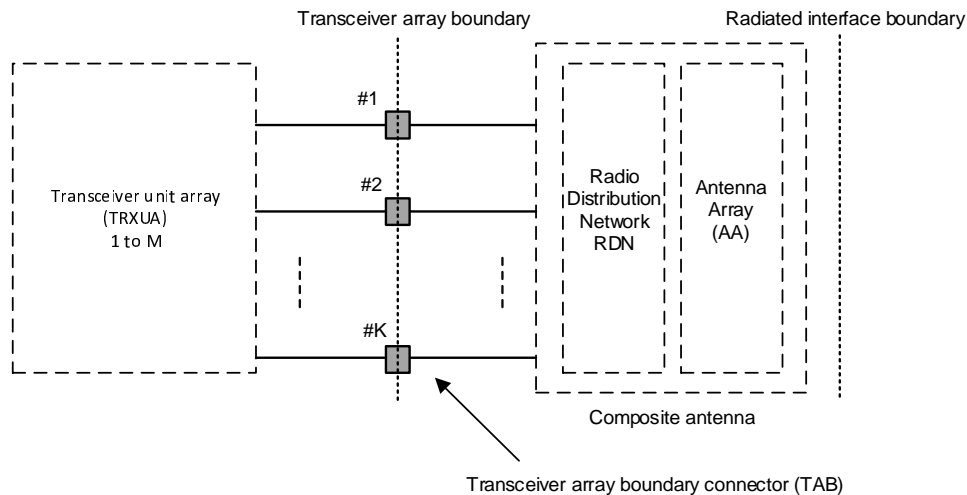 Transceiver array boundary
Radiated interface boundary
#1
#2
#K
Transceiver unit array
(TRXUA)
1 to M
Radio
Distribution
Network
RDN
Antenna
Array
(AA)
Composite antenna
Transceiver array boundary connector (TAB)